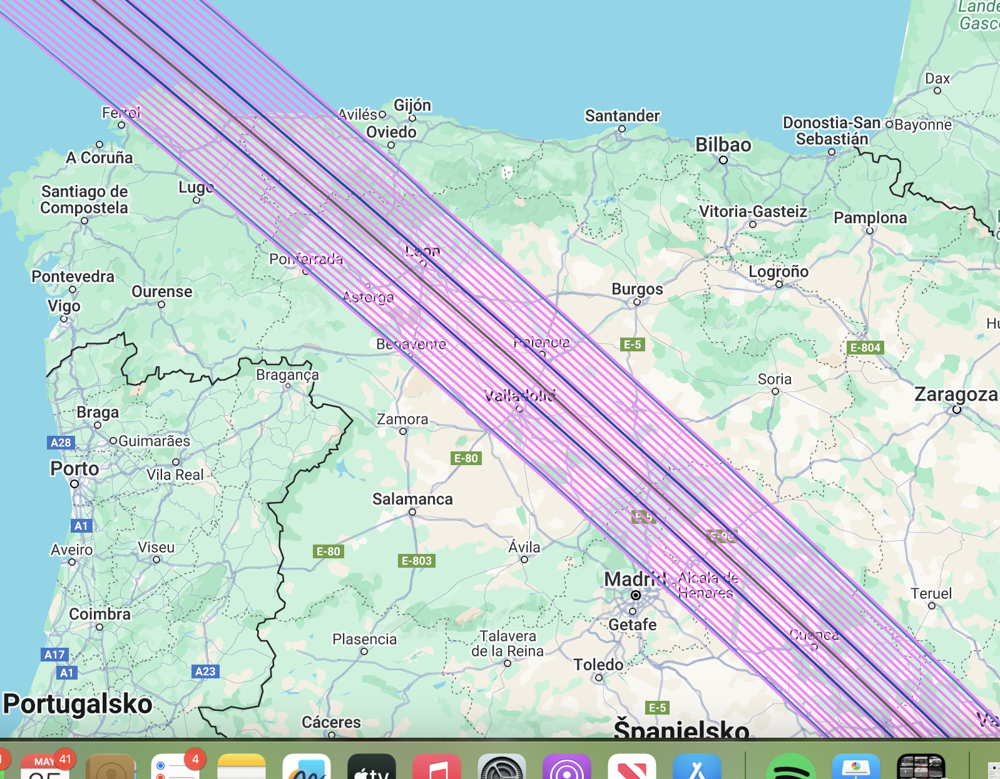 Lande
Gasco
Dax
Ferrol
Avilés
Gijón
Santander
Donostia-San
Sebastián
Bayonne
Oviedo
Bilbao
A Coruña
Santiago de
Compostela
Lugo
Vitoria-Gasteiz
Pamplona
León
Ponferrada
Pontevedra
Ourense
Logroño
Burgos
Astorga
Vigo
Hu
Benavente
Palencia
E-5
E-804
Bragança
Soria
Valladolid
Zaragoza
Braga
Zamora
A28
Guimarães
E-80
Porto
Vila Real
Salamanca
E-5
A1
E-90
Aveiro
Viseu
E-80
E-803
Ávila
Madrid
Alcalá de
Henares
Teruel
Coimbra
Getafe
Plasencia
Talavera
de la Reina
Cuenca
A17
A1
A23
Toledo
Portugalsko
E-5
Cáceres
Španielsko
MAY
41
4
25
tv